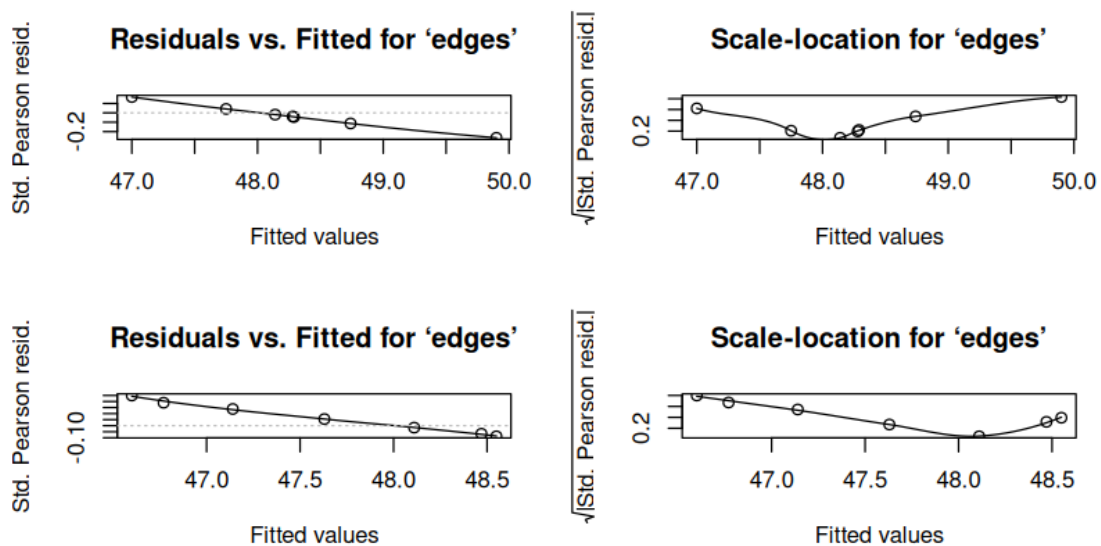 Residuals vs. Fitted for ‘edges’
Std. Pearson resid.
-0.2
47.0 48.0 49.0 50.0
Fitted values
Scale-location for ‘edges’
√|Std. Pearson resid.|
0.2
47.0 48.0 49.0 50.0
Fitted values
Residuals vs. Fitted for ‘edges’
Std. Pearson resid.
-0.10
47.0 47.5 48.0 48.5
Fitted values
Scale-location for ‘edges’
√|Std. Pearson resid.|
0.2
47.0 47.5 48.0 48.5
Fitted values